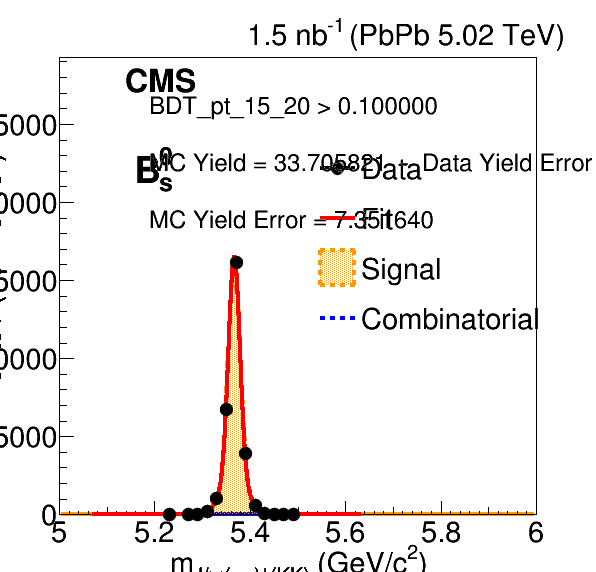 1.5 nb-1 (PbPb 5.02 TeV)
CMS
BDT_pt_15_20 > 0.100000
B0s
MC Yield = 33.705821
Data Yield Error
Data
MC Yield Error = 7.351640
Fit
Signal
Combinatorial
5000
0000
5000
0000
5000
0
5 5.2 5.4 5.6 5.8 6
(GeV/c2)